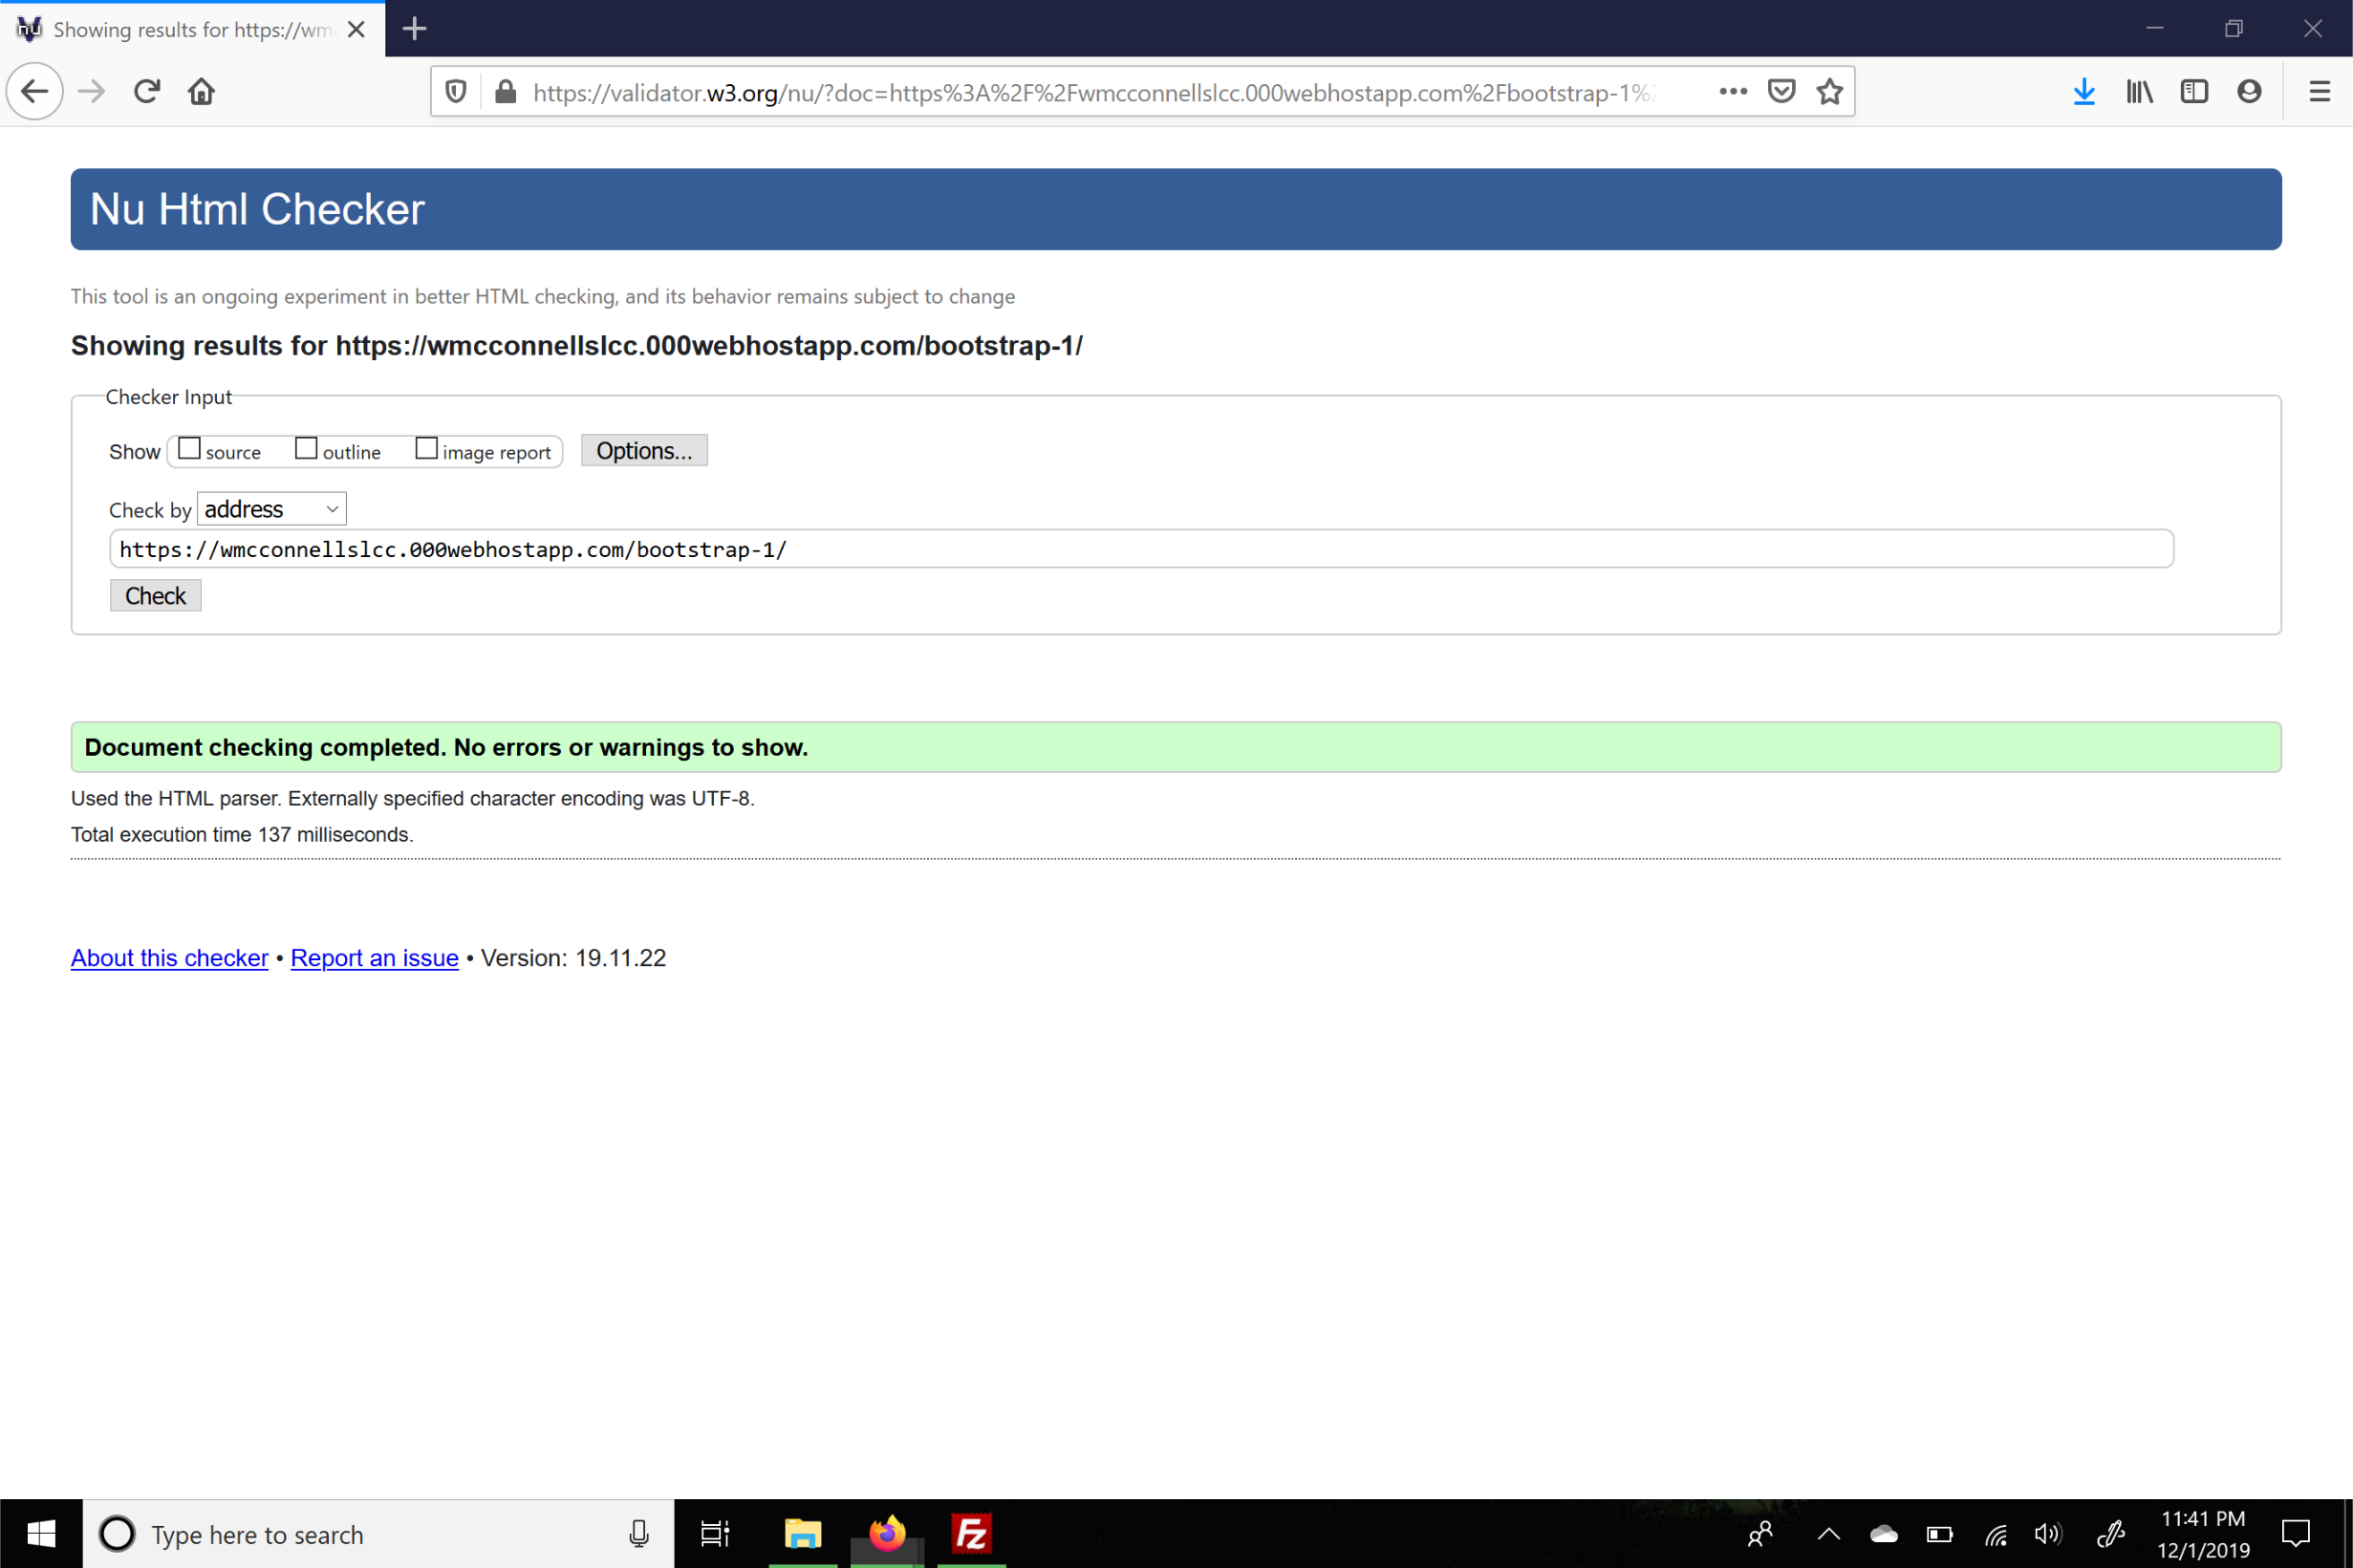 Showing results for https://wm
https://validator.w3.org/nu/?doc=https%3A%2F%2Fwmcconnellslcc.000webhostapp.com%2Fbootstrap-1%2
Nu Html Checker
This tool is an ongoing experiment in better HTML checking, and its behavior remains subject to change
Showing results for https://wmcconnellslcc.000webhostapp.com/bootstrap-1/
Checker Input
Show source outline image report Options...
Check by address
https://wmcconnellslcc.000webhostapp.com/bootstrap-1/
Check
Document checking completed. No errors or warnings to show.
Used the HTML parser. Externally specified character encoding was UTF-8.
Total execution time 137 milliseconds.
About this checker • Report an issue • Version: 19.11.22
Type here to search
11:41 PM
12/1/2019